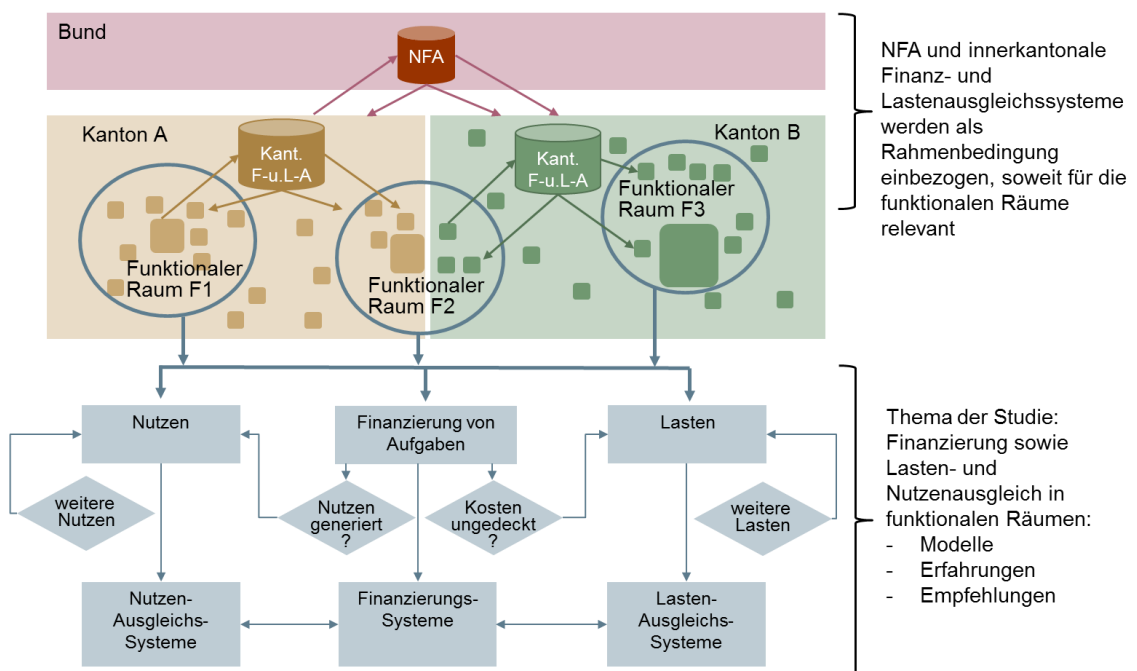 Bund
NFA
NFA und innerkantonale
Finanz- und
Lastenausgleichssysteme
werden als
Rahmenbedingung
einbezogen, soweit für die
funktionalen Räume
relevant
Kanton A
Kant.
F-u.L-A
Kanton B
Kant.
F-u.L-A
Funktionaler
Raum F1
Funktionaler
Raum F2
Funktionaler
Raum F3
Nutzen
Finanzierung von
Aufgaben
Lasten
weitere
Nutzen
Nutzen
generiert
?
Kosten
ungedeckt
?
weitere
Lasten
Nutzen-
Ausgleichs-
Systeme
Finanzierungs-
Systeme
Lasten-
Ausgleichs-
Systeme
Thema der Studie:
Finanzierung sowie
Lasten- und
Nutzenausgleich in
funktionalen Räumen:
- Modelle
- Erfahrungen
- Empfehlungen